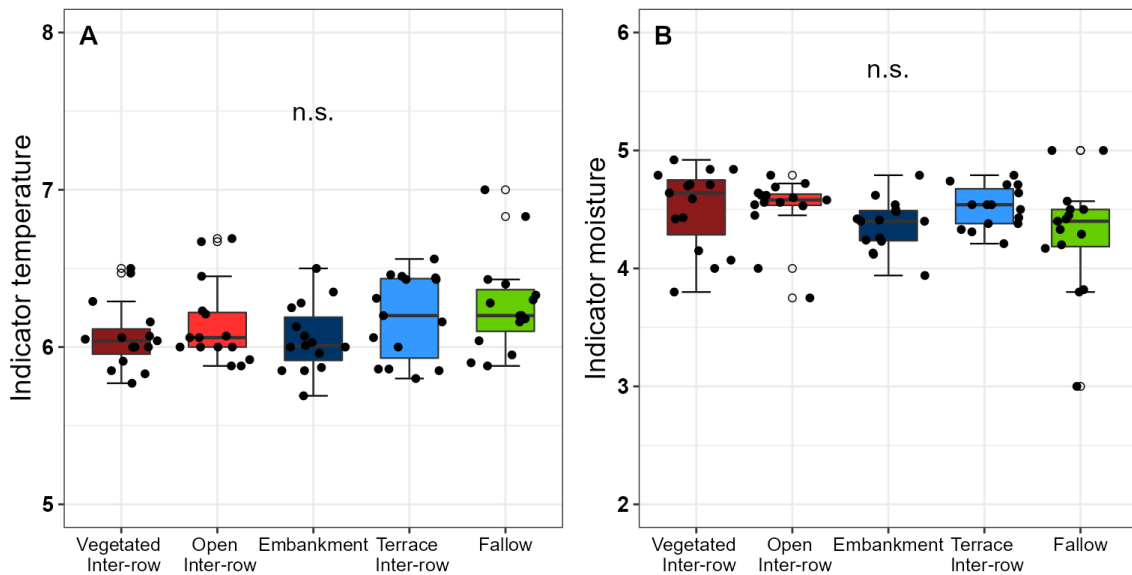 A
Indicator temperature
8
7
6
5
n.s.
Vegetated
Inter-row
Open
Inter-row
Embankment
Terrace
Inter-row
Fallow
B
Indicator moisture
6
5
4
3
2
n.s.
Vegetated
Inter-row
Open
Inter-row
Embankment
Terrace
Inter-row
Fallow